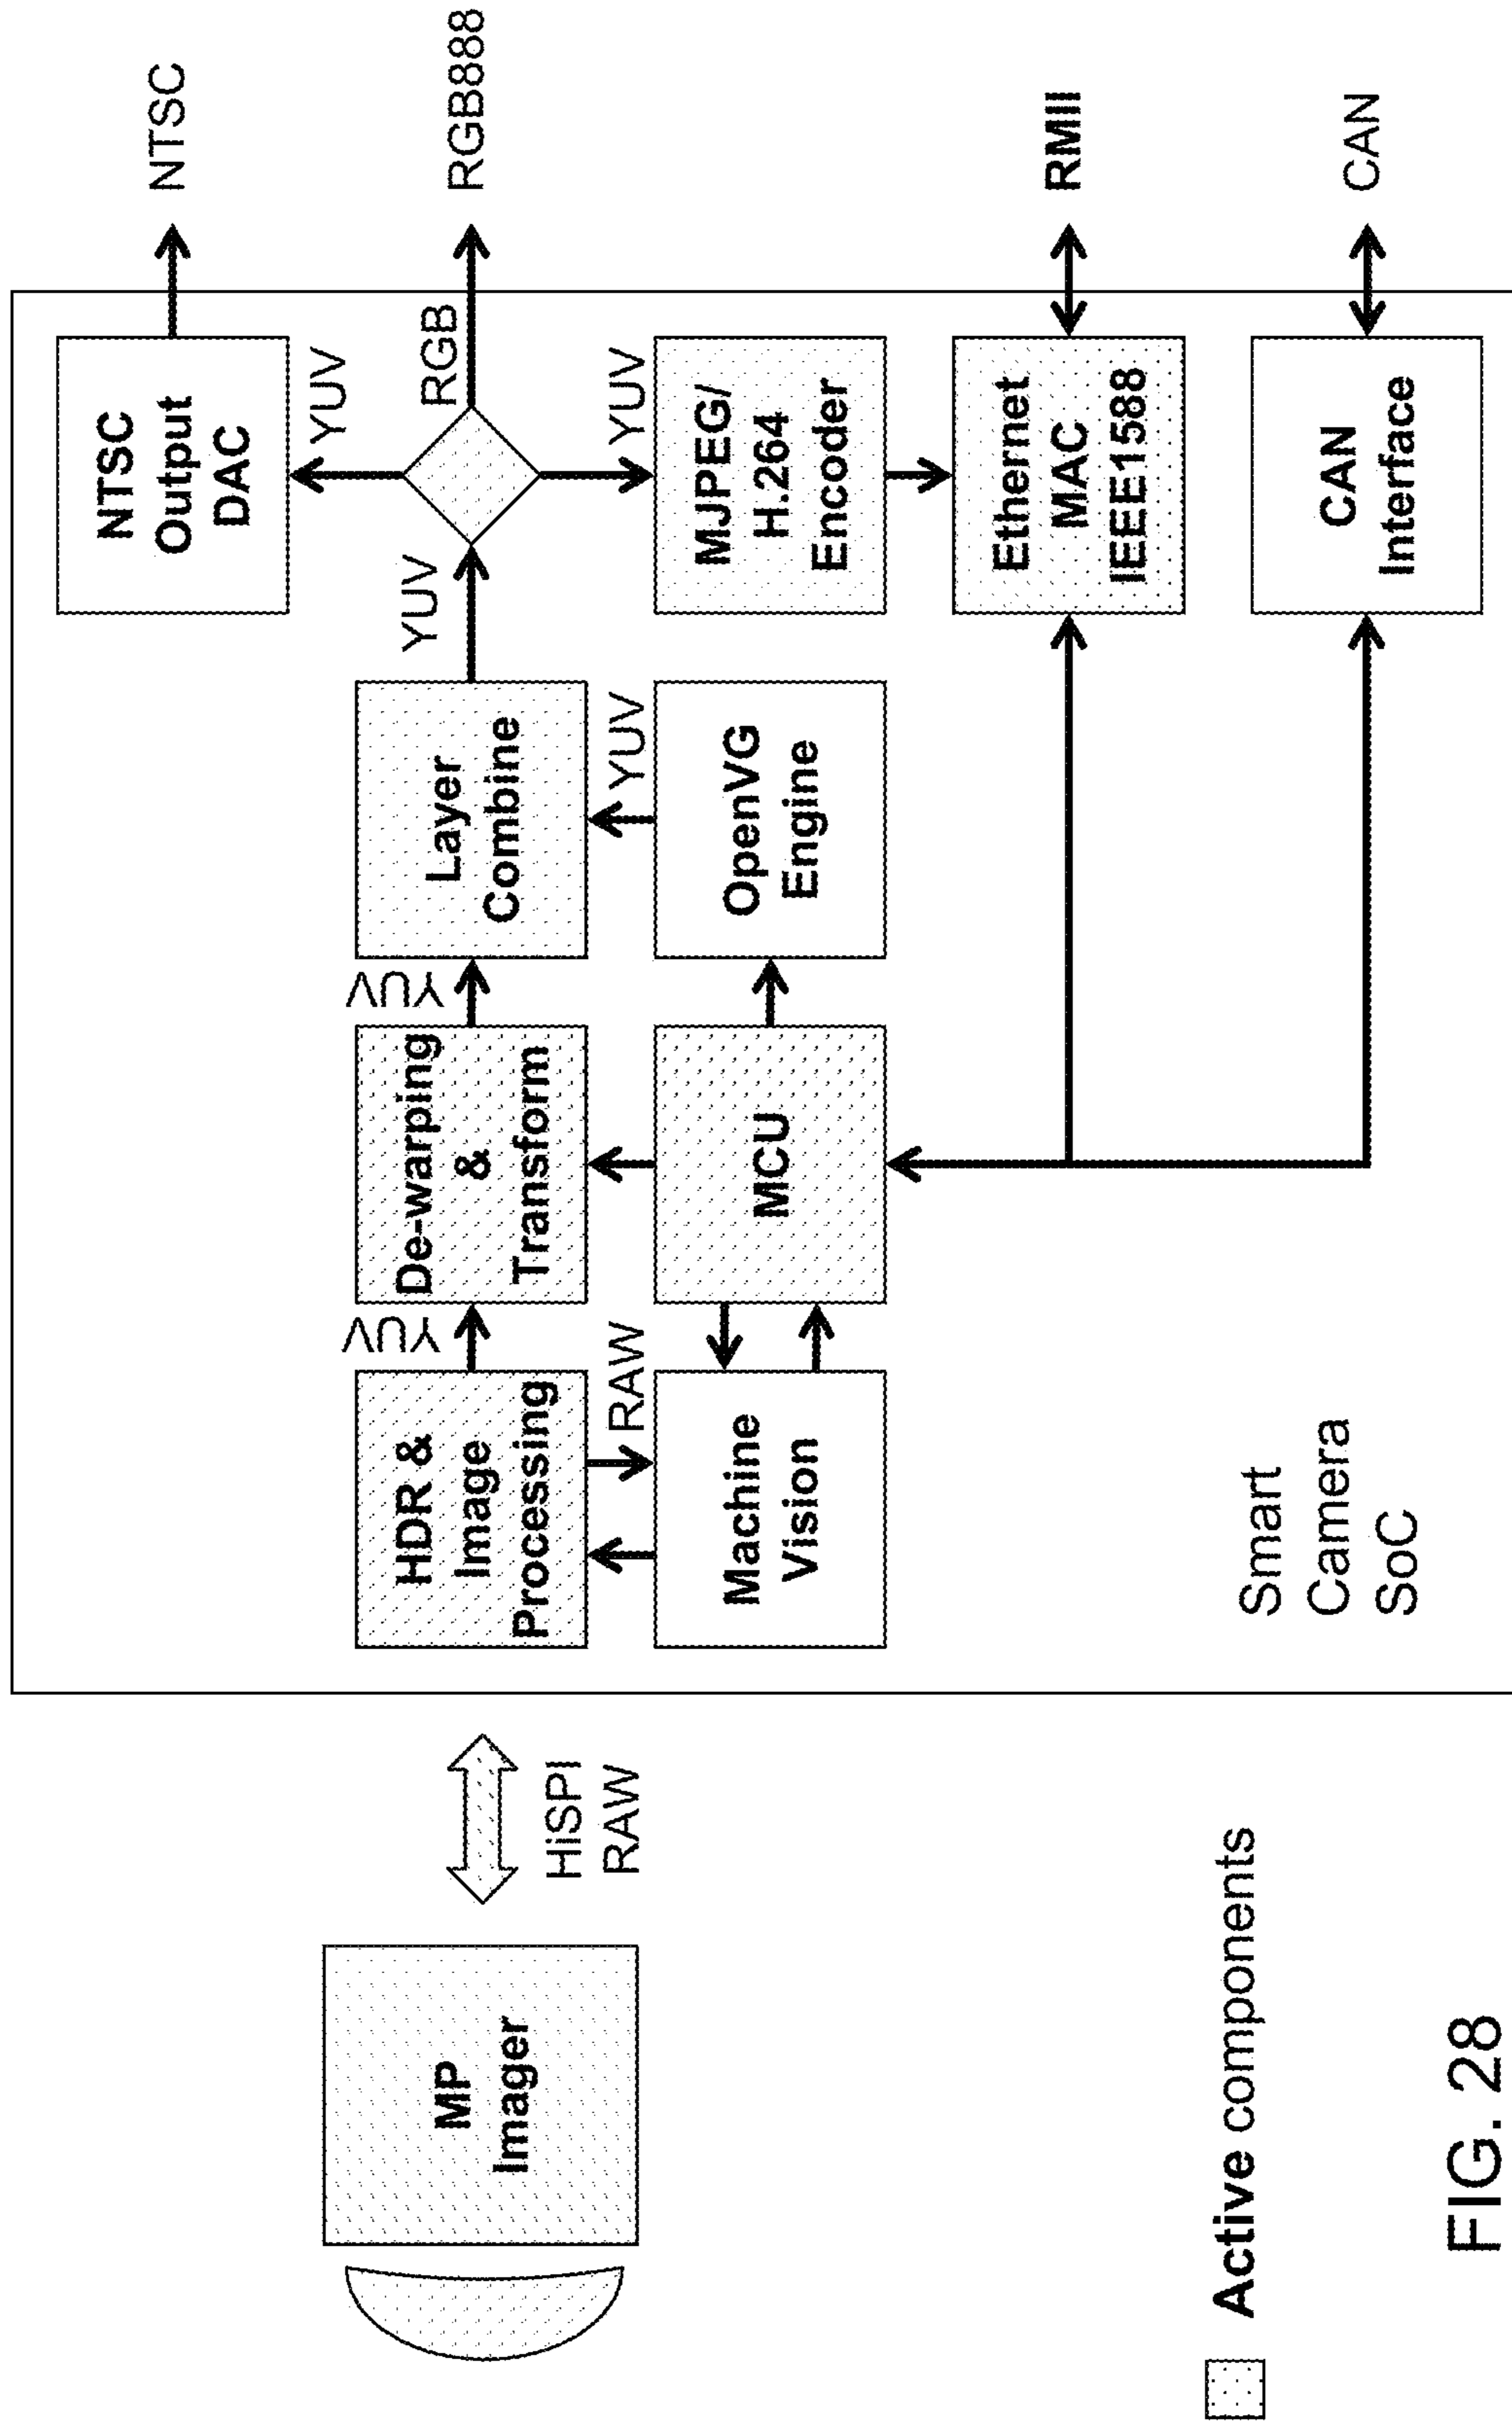 NTSC
Output
DAC
NTSC
YUV
YUV
RGB
RGB888
YUV
HDR &
Image
Processing
YUV
De-warping
&
Transform
YUV
Layer
Combine
MP
Imager
HiSPI
RAW
RAW
YUV
Machine
Vision
MCU
OpenVG
Engine
MJPEG/
H.264
Encoder
Ethernet
MAC
IEEE1588
RMII
CAN
Interface
CAN
Smart
Camera
SoC
Active components
FIG. 28